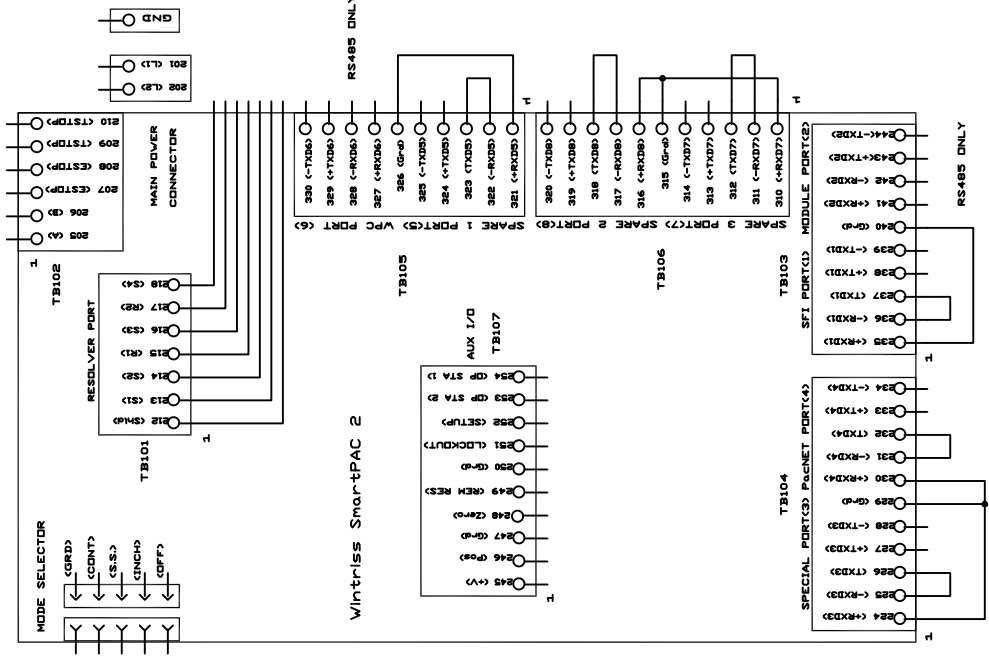 GND
201 (L1)
202 (L2)
MAIN POWER
CONNECTOR
210 (TSTOP)
209 (TSTOP)
208 (ESTOP)
207 (ESTOP)
206 (B)
205 (A)
1
TB102
RESOLVER PORT
218 (S4)
217 (R2)
216 (S3)
215 (R1)
214 (S2)
213 (S1)
212 (Shld)
1
TB101
MODE SELECTOR
(GRD)
(CONT)
(S.S.)
(INCH)
(OFF)
RS485 ONLY
330 (-TXD6)
329 (+TXD6)
328 (-RXD6)
327 (+RXD6)
326 (Grd)
325 (-TXD5)
324 (+TXD5)
323 (TXD5)
322 (-RXD5)
321 (+RXD5)
1
SPARE 1 PORT(5) WPC PORT (6)
TB105
320 (-TXD8)
319 (+TXD8)
318 (TXD8)
317 (-RXD8)
316 (+RXD8)
315 (Grd)
314 (-TXD7)
313 (+TXD7)
312 (TXD7)
311 (-RXD7)
310 (+RXD7)
1
SPARE 3 PORT(7) SPARE 2 PORT(8)
TB106
AUX I/O
TB107
254 (OP STA 1)
253 (OP STA 2)
252 (SETUP)
251 (LOCKOUT)
250 (Grd)
249 (REM RES)
248 (Zero)
247 (Grd)
246 (Pos)
245 (+V)
1
Wintriss SmartPAC 2
TB103
SFI PORT(1) MODULE PORT(2)
244(-TXD2)
243(+TXD2)
242 (-RXD2)
241 (+RXD2)
240 (Grd)
239 (-TXD1)
238 (+TXD1)
237 (TXD1)
236 (-RXD1)
235 (+RXD1)
1
RS485 ONLY
TB104
SPECIAL PORT(3) PacNET PORT(4)
234 (-TXD4)
233 (+TXD4)
232 (TXD4)
231 (-RXD4)
230 (+RXD4)
229 (Grd)
228 (-TXD3)
227 (+TXD3)
226 (TXD3)
225 (-RXD3)
224 (+RXD3)
1